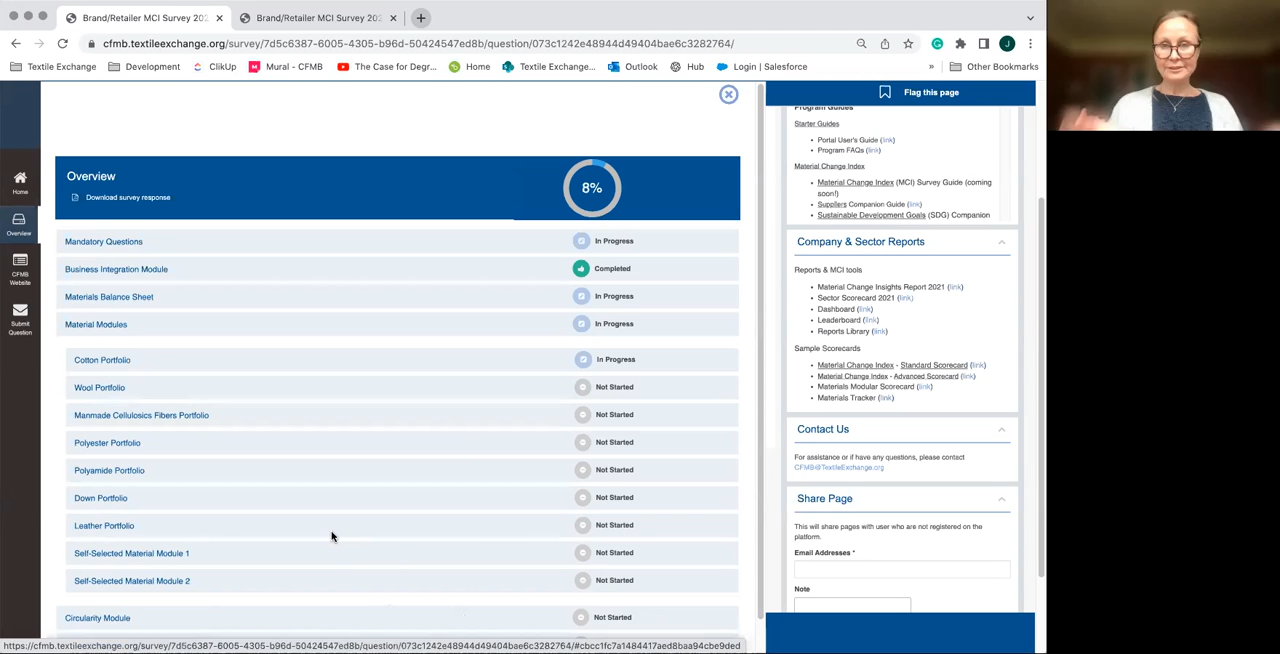 Brand/Retailer MCI Survey 202
Brand/Retailer MCI Survey 202
cfmb.textileexchange.org/survey/7d5c6387-6005-4305-b96d-50424547ed8b/question/073c1242e48944d49404bae6c3282764/
J
Textile Exchange
Development
ClikUp
Mural - CFMB
The Case for Degr...
Textile Exchange...
Outlook
Hub
Login | Salesforce
»
Other Bookmarks
Home
Overview
CFMB
Website
Submit
Question
Overview
Download survey response
8%
Mandatory Questions In Progress
Business Integration Module Completed
Materials Balance Sheet In Progress
Material Modules In Progress
Cotton Portfolio In Progress
Wool Portfolio Not Started
Manmade Cellulosics Fibers Portfolio Not Started
Polyester Portfolio Not Started
Polyamide Portfolio Not Started
Down Portfolio Not Started
Leather Portfolio Not Started
Self-Selected Material Module 1 Not Started
Self-Selected Material Module 2 Not Started
Circularity Module Not Started
https://cfmb.textileexchange.org/survey/7d5c6387-6005-4305-b96d-50424547ed8b/question/073c1242e48944d49404bae6c3282764/#cbcc1fc7a1484417aed8baa94cbe9ded
Flag this page
Program Guides
Starter Guides
• Portal User's Guide (link)
• Program FAQs (link)
Material Change Index
• Material Change Index (MCI) Survey Guide (coming
soon!)
• Suppliers Companion Guide (link)
• Sustainable Development Goals (SDG) Companion
Company & Sector Reports
Reports & MCI tools
• Material Change Insights Report 2021 (link)
• Sector Scorecard 2021 (link)
• Dashboard (link)
• Leaderboard (link)
• Reports Library (link)
Sample Scorecards
• Material Change Index - Standard Scorecard (link)
• Material Change Index - Advanced Scorecard (link)
• Materials Modular Scorecard (link)
• Materials Tracker (link)
Contact Us
For assistance or if have any questions, please contact
CFMB@TextileExchange.org
Share Page
This will share pages with user who are not registered on the
platform.
Email Addresses *
Note